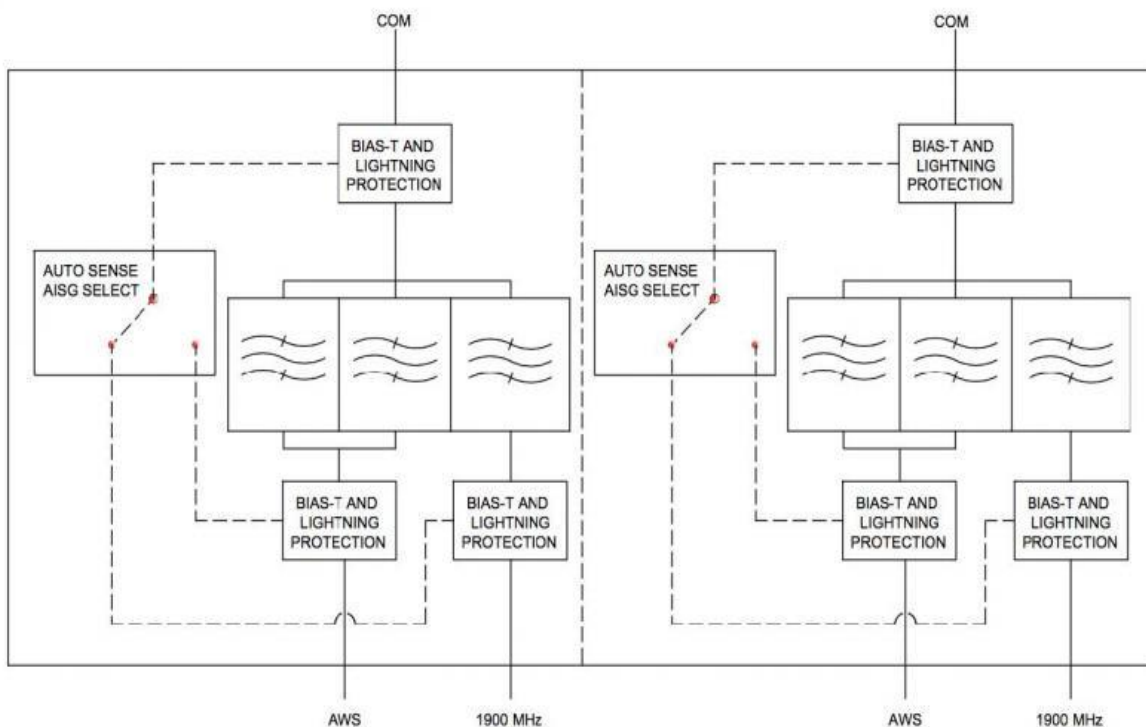 COM
COM
BIAS-T AND
LIGHTNING
PROTECTION
BIAS-T AND
LIGHTNING
PROTECTION
AUTO SENSE
AISG SELECT
AUTO SENSE
AISG SELECT
BIAS-T AND
LIGHTNING
PROTECTION
BIAS-T AND
LIGHTNING
PROTECTION
BIAS-T AND
LIGHTNING
PROTECTION
BIAS-T AND
LIGHTNING
PROTECTION
AWS
1900 MHz
AWS
1900 MHz